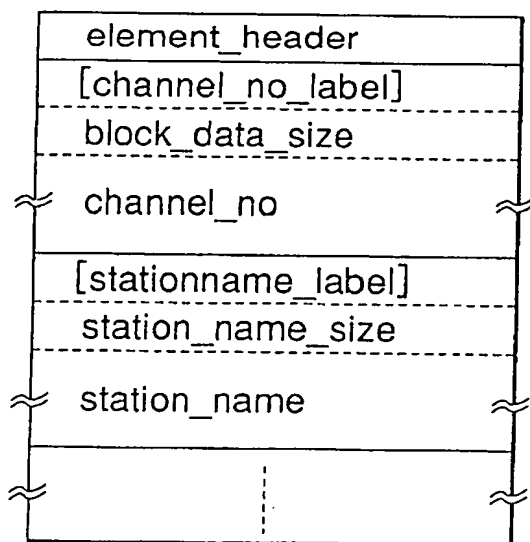 element_header
[channel_no_label]
block_data_size
channel_no
[stationname_label]
station_name_size
station_name